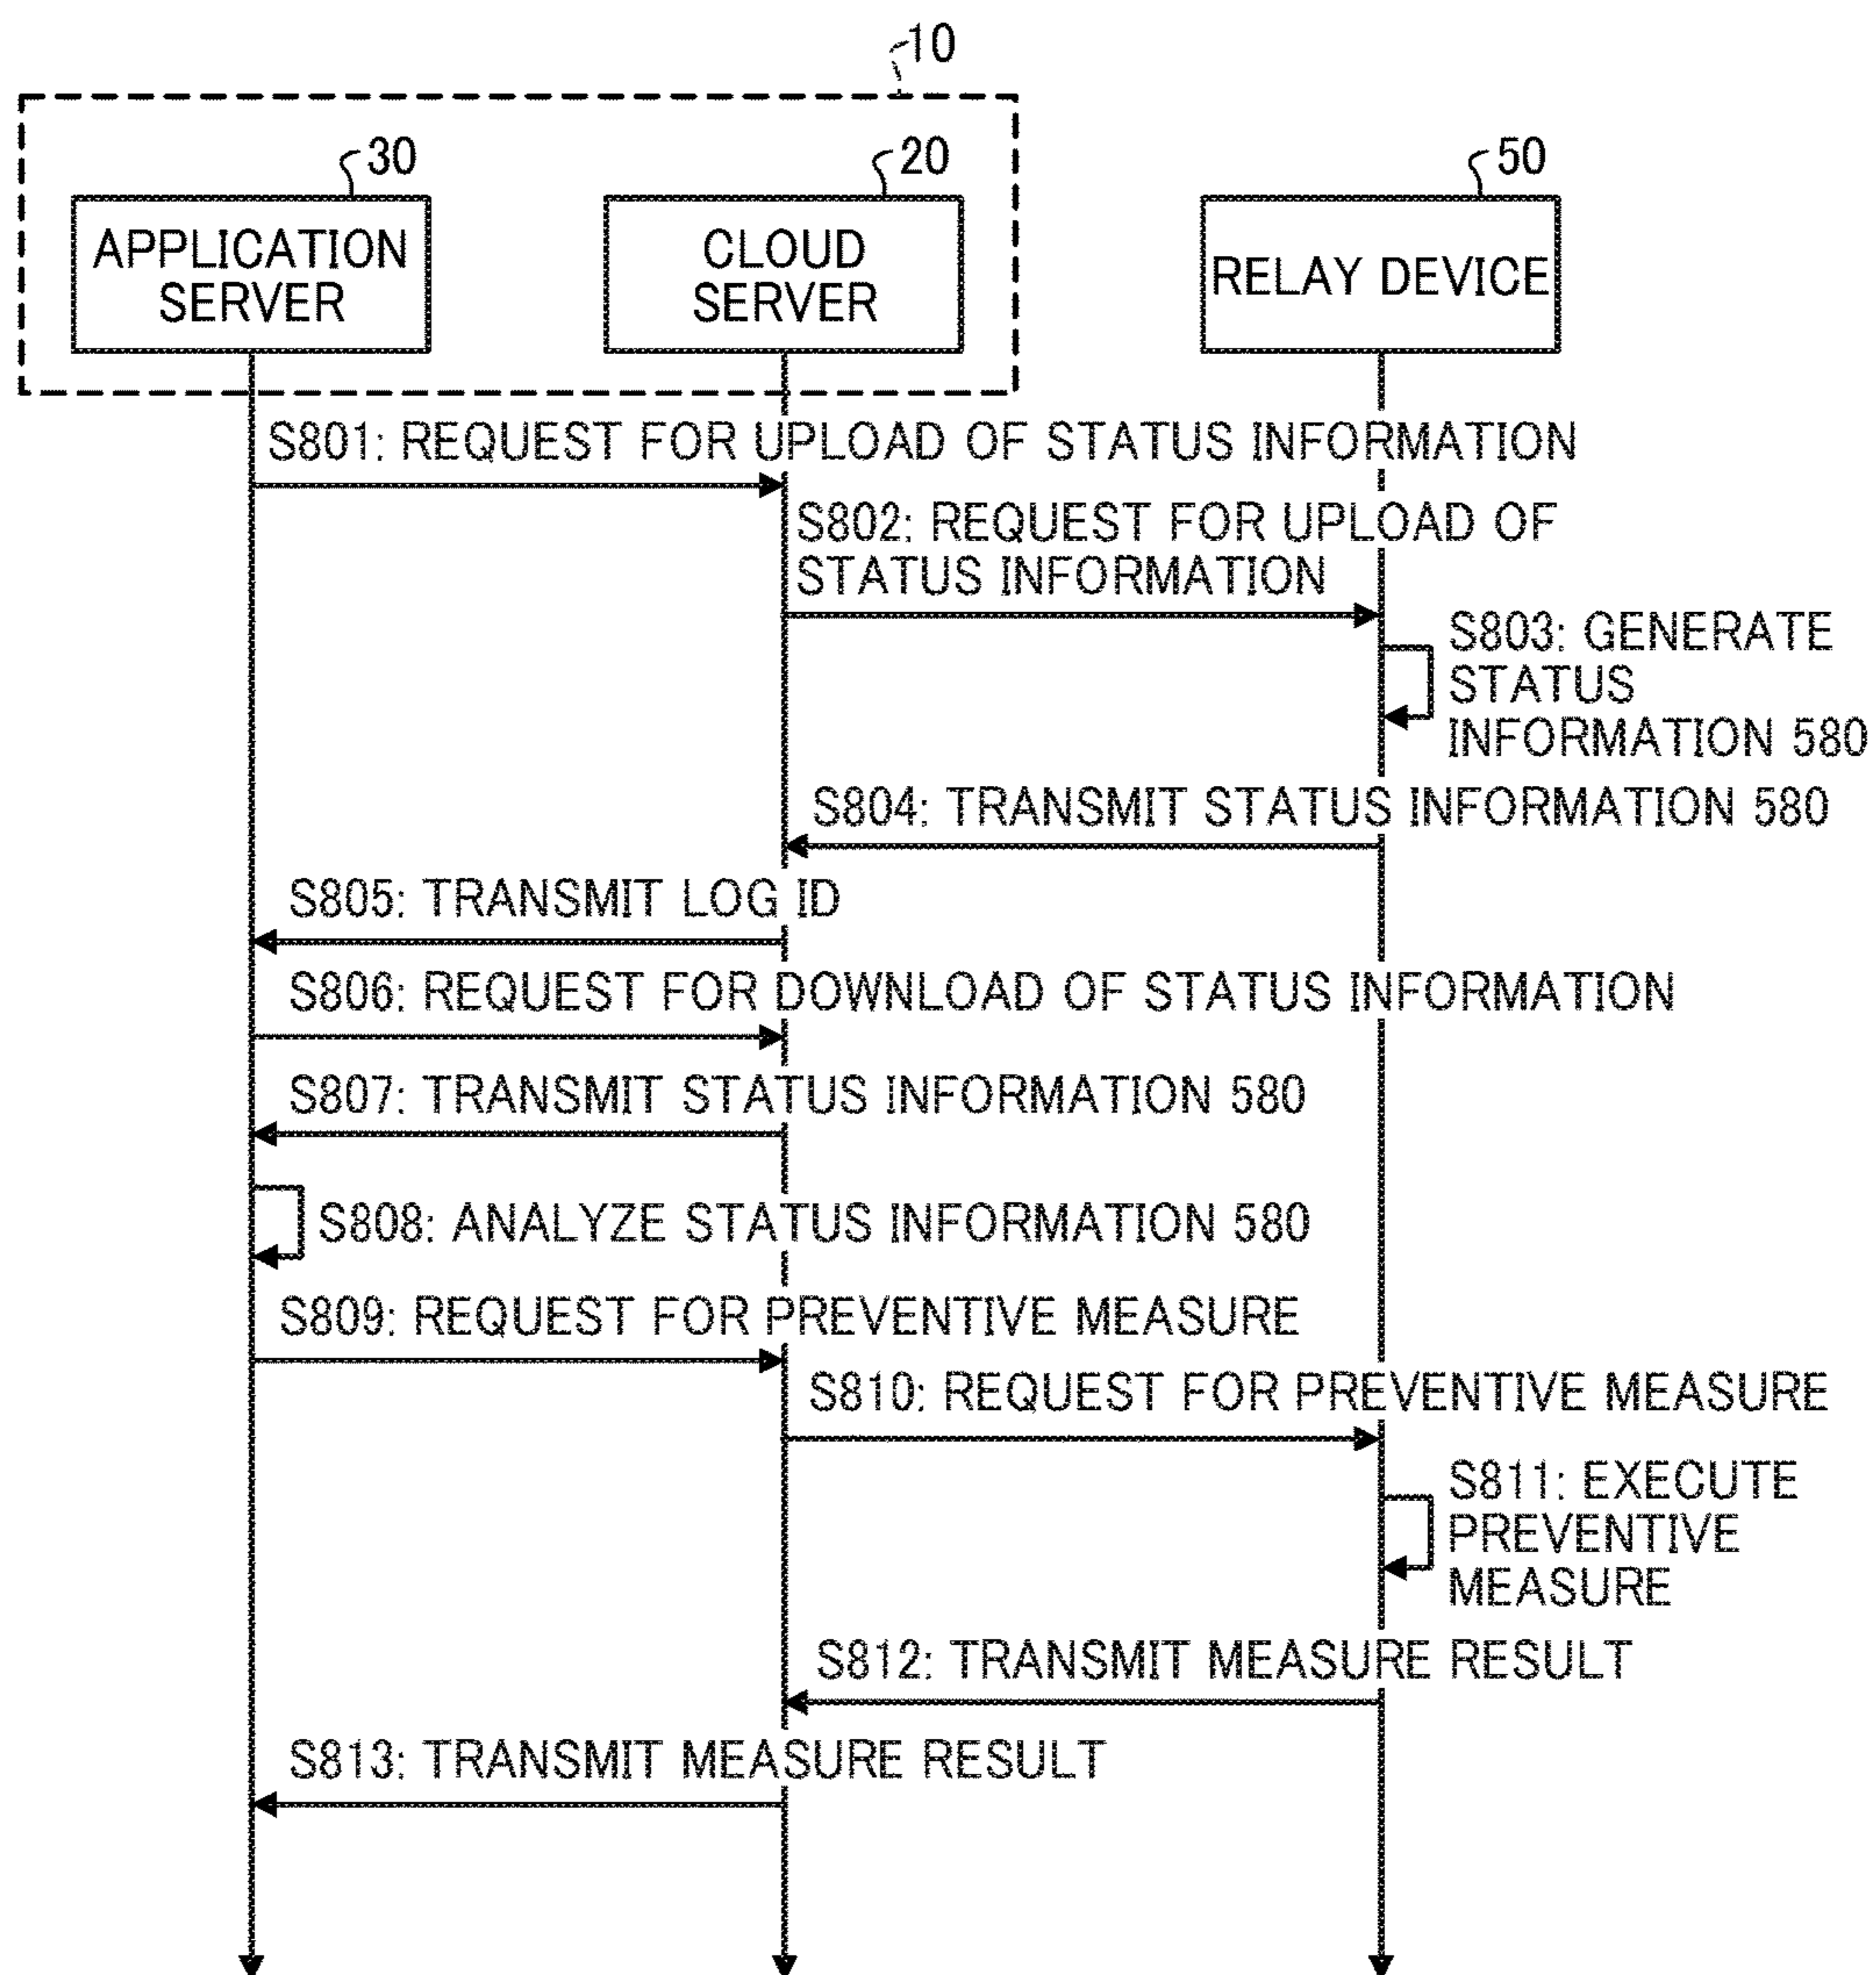 10
30
20
50
APPLICATION
SERVER
CLOUD
SERVER
RELAY DEVICE
S801: REQUEST FOR UPLOAD OF STATUS INFORMATION
S802: REQUEST FOR UPLOAD OF
STATUS INFORMATION
S803: GENERATE
STATUS
INFORMATION 580
S804: TRANSMIT STATUS INFORMATION 580
S805: TRANSMIT LOG ID
S806: REQUEST FOR DOWNLOAD OF STATUS INFORMATION
S807: TRANSMIT STATUS INFORMATION 580
S808: ANALYZE STATUS INFORMATION 580
S809: REQUEST FOR PREVENTIVE MEASURE
S810: REQUEST FOR PREVENTIVE MEASURE
S811: EXECUTE
PREVENTIVE
MEASURE
S812: TRANSMIT MEASURE RESULT
S813: TRANSMIT MEASURE RESULT